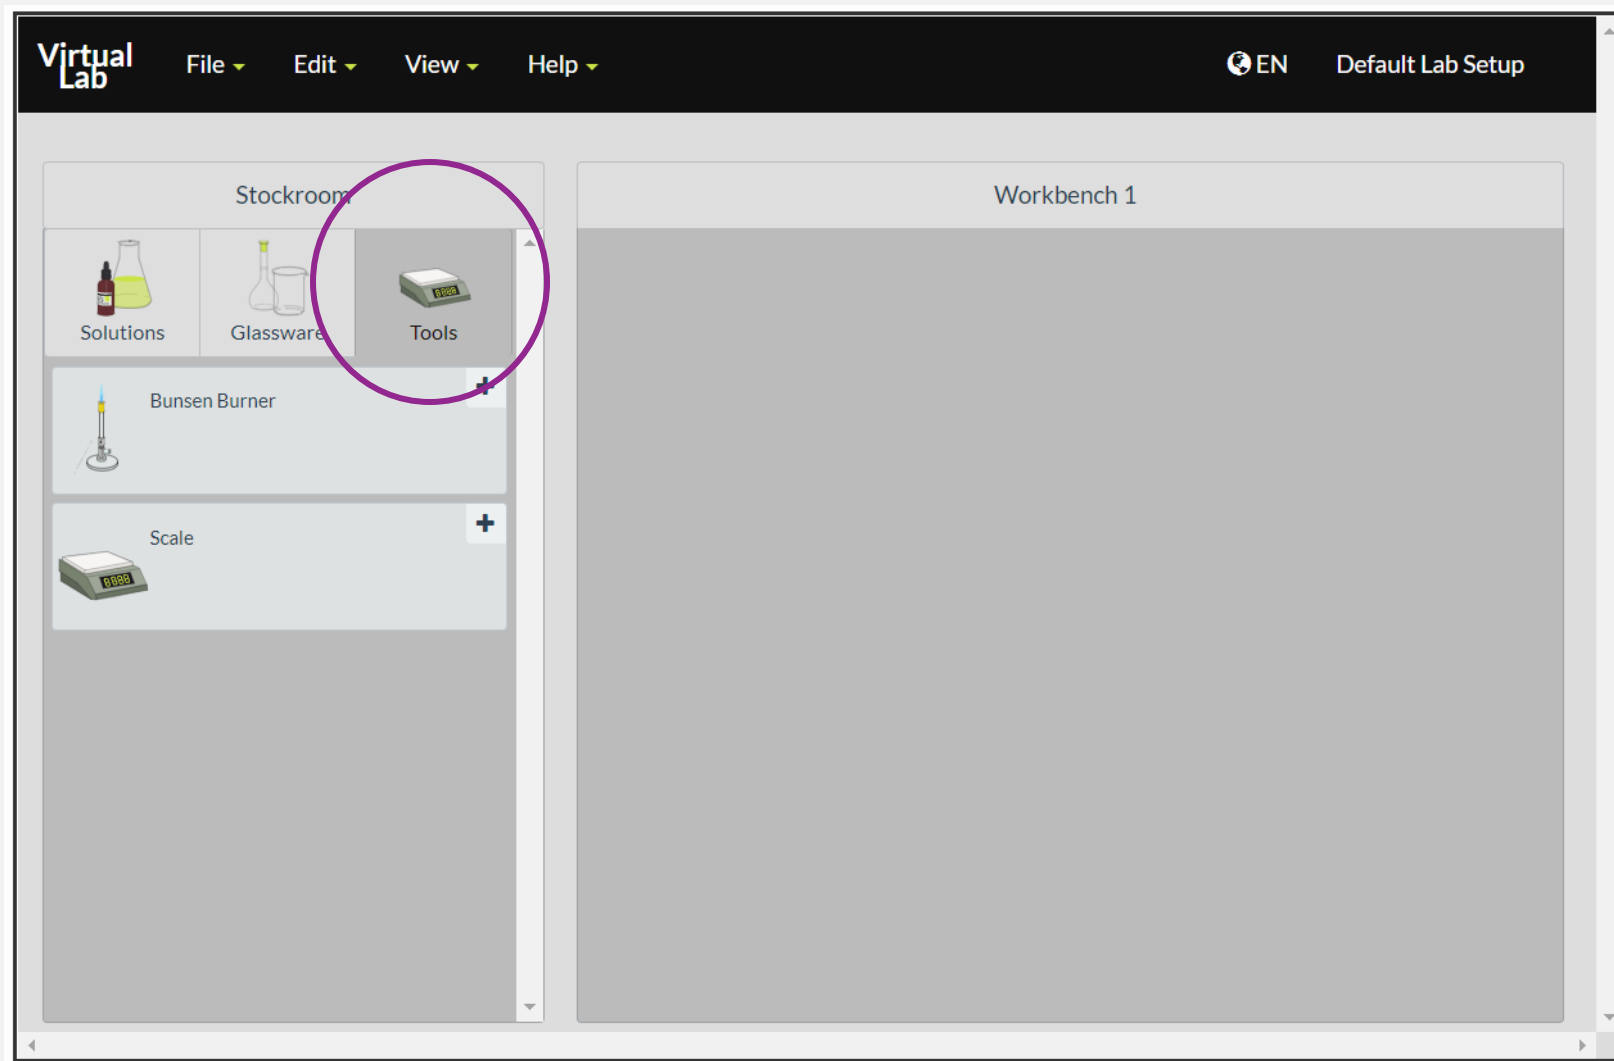 Virtual
Lab
File
Edit
View
Help
EN
Default Lab Setup
Stockroom
Workbench 1
Solutions
Glassware
Tools
Bunsen Burner
Scale